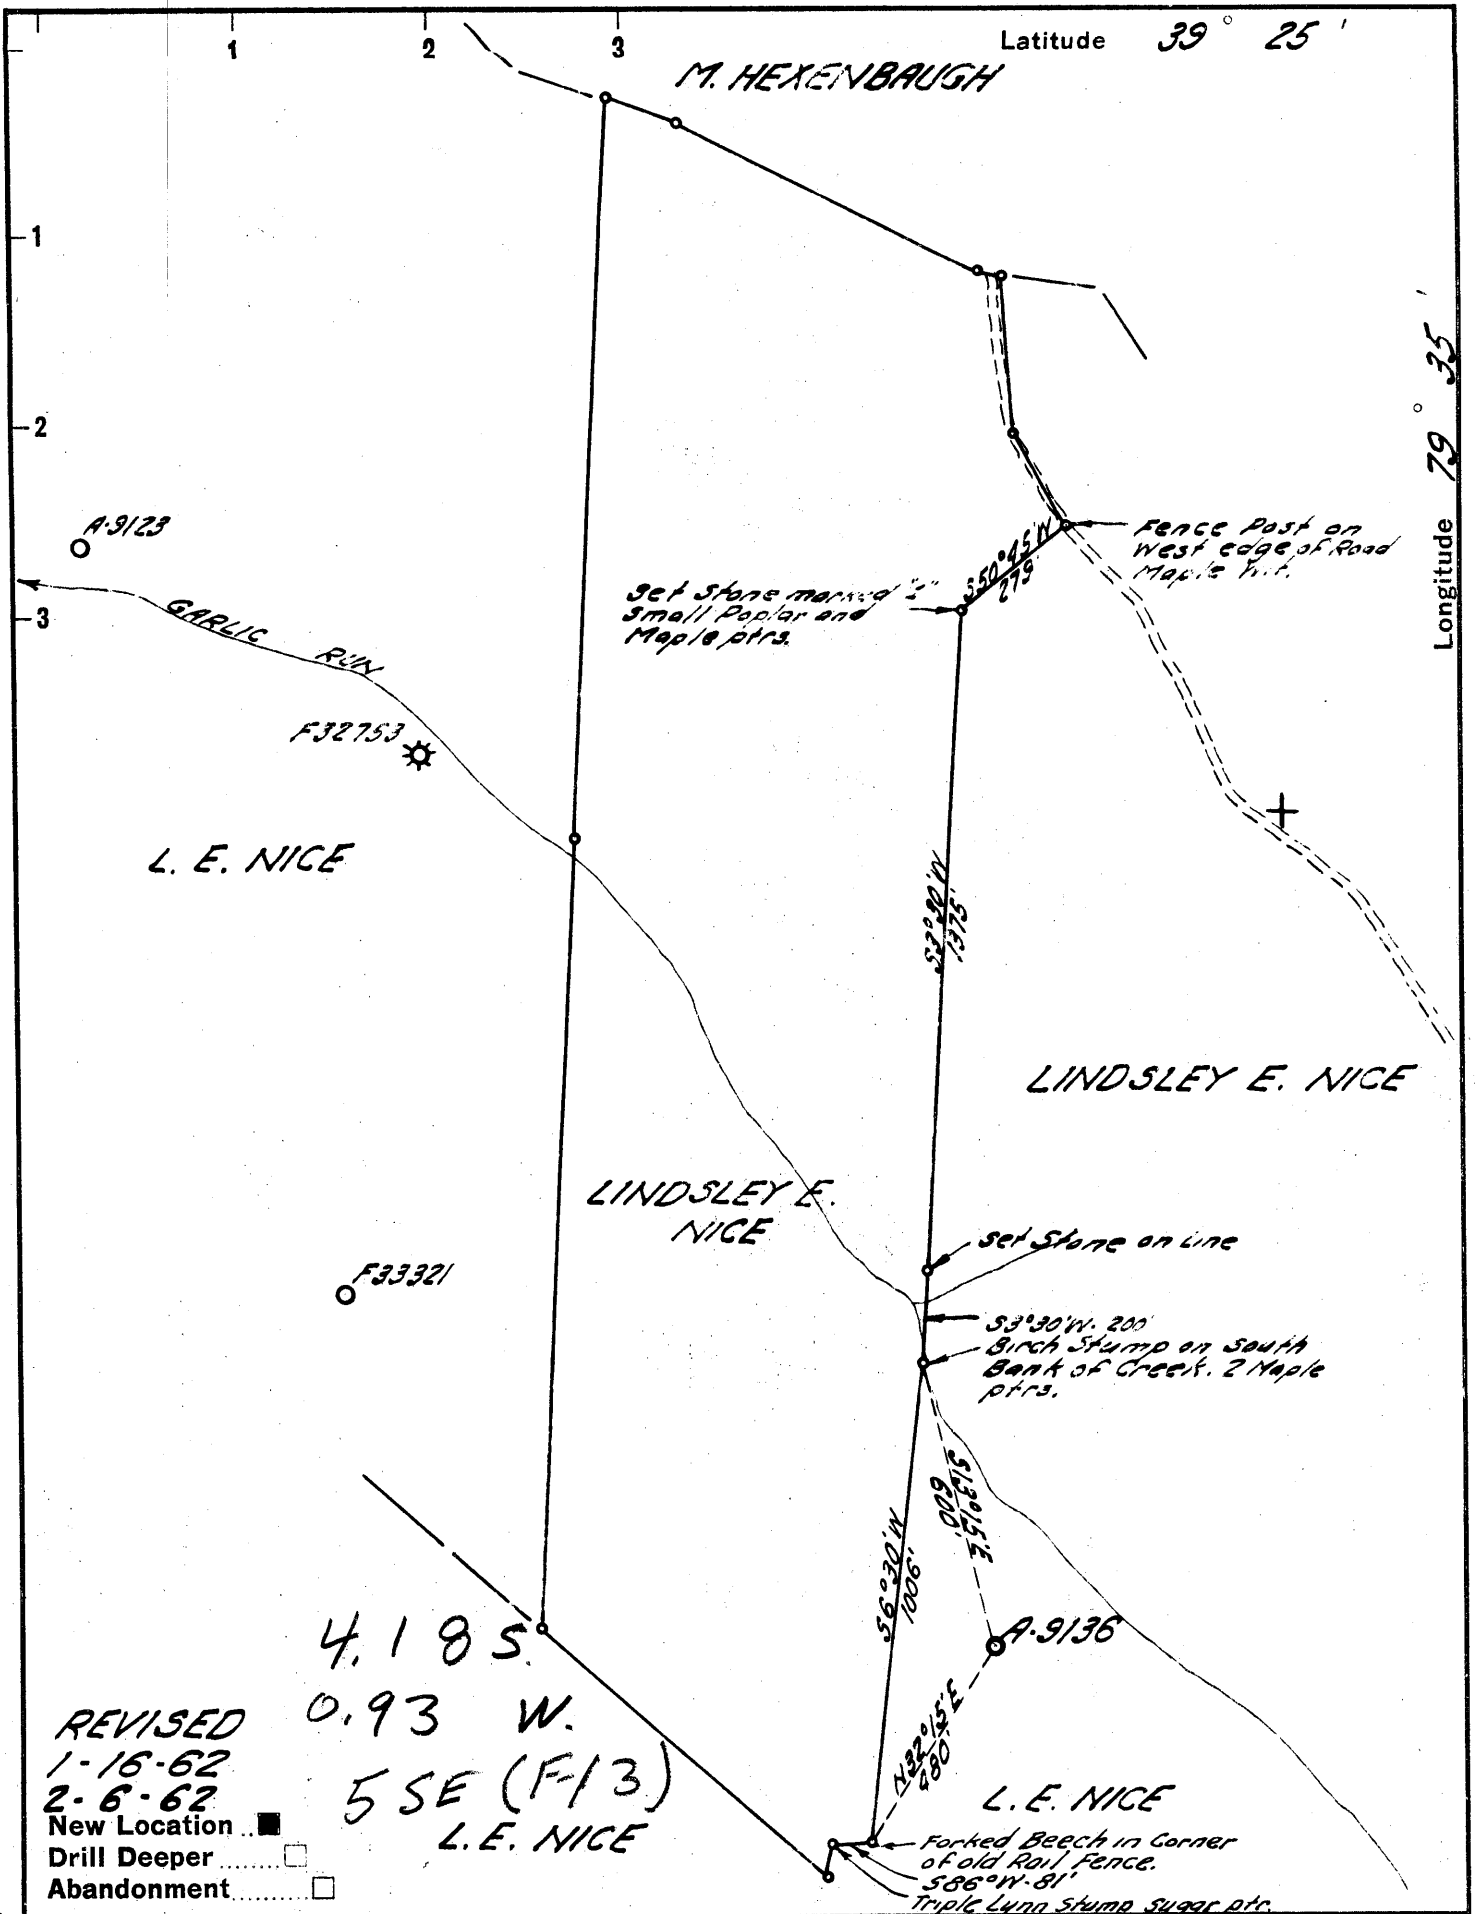 1
2
3
Latitude 39° 25'
M. HEXENBAUGH
1
2
3
Longitude 79° 35'
A-9123
GARLIC RUN
F32753
Fence Post on
West edge of Road
Maple Wit.
S50°45'W
279'
Set Stone marked
Small Poplar and
Maple ptrs.
L. E. NICE
S3°30'W.
1375'
LINDSLEY E. NICE
LINDSLEY E.
NICE
Set Stone on Line
F33321
S3°30'W. 200'
Birch Stump on South
Bank of Creek. 2 Maple
ptrs.
S13°15'E
600'
S6°30'W.
1006'
A-9136
N32°15'E
480'
4.18 S.
0.93 W.
5 SE (F-13)
REVISED
1-16-62
2-6-62
New Location
Drill Deeper
Abandonment
L.E. NICE
L.E. NICE
Forked Beech in Corner
of old Rail Fence.
S86°W-81'
Triple Lynn Stump Sugar ptr.